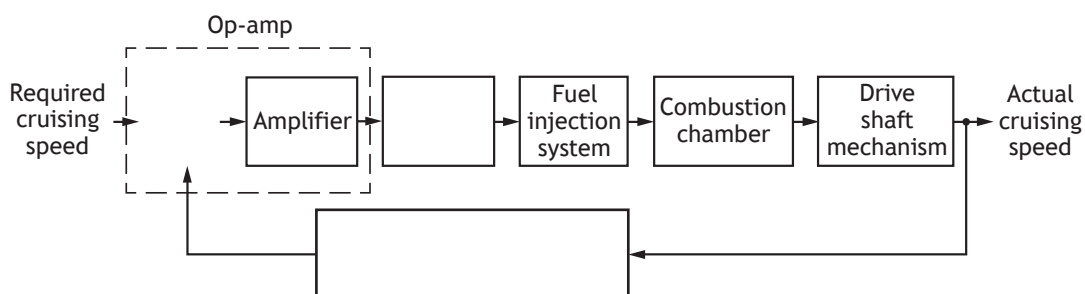 Op-amp
Required
cruising
speed
Amplifier
Fuel
injection
system
Combustion
chamber
Drive
shaft
mechanism
Actual
cruising
speed